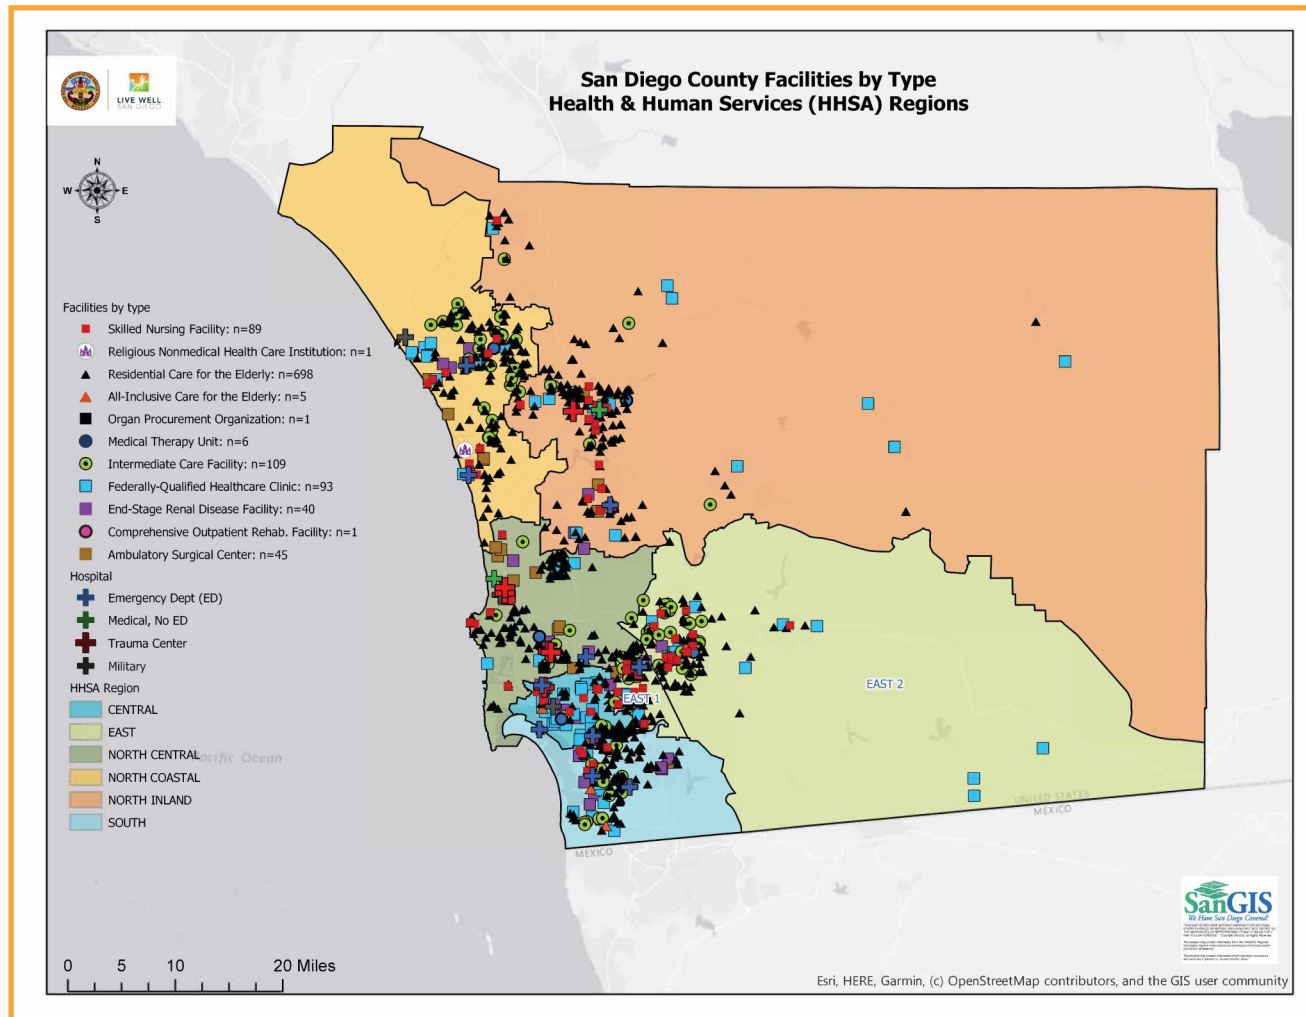 San Diego County Facilities by Type
Health & Human Services (HHSA) Regions
LIVE WELL
SAN DIEGO
N
W
E
S
Facilities by type
Skilled Nursing Facility: n=89
Religious Nonmedical Health Care Institution: n=1
Residential Care for the Elderly: n=698
All-Inclusive Care for the Elderly: n=5
Organ Procurement Organization: n=1
Medical Therapy Unit: n=6
Intermediate Care Facility: n=109
Federally-Qualified Healthcare Clinic: n=93
End-Stage Renal Disease Facility: n=40
Comprehensive Outpatient Rehab. Facility: n=1
Ambulatory Surgical Center: n=45
Hospital
Emergency Dept (ED)
Medical, No ED
Trauma Center
Military
HHSA Region
CENTRAL
EAST
NORTH CENTRAL
NORTH COASTAL
NORTH INLAND
SOUTH
Pacific Ocean
EAST 1
EAST 2
UNITED STATES
MEXICO
MEXICO
SanGIS
We Have San Diego Covered!
0 5 10 20 Miles
Esri, HERE, Garmin, (c) OpenStreetMap contributors, and the GIS user community